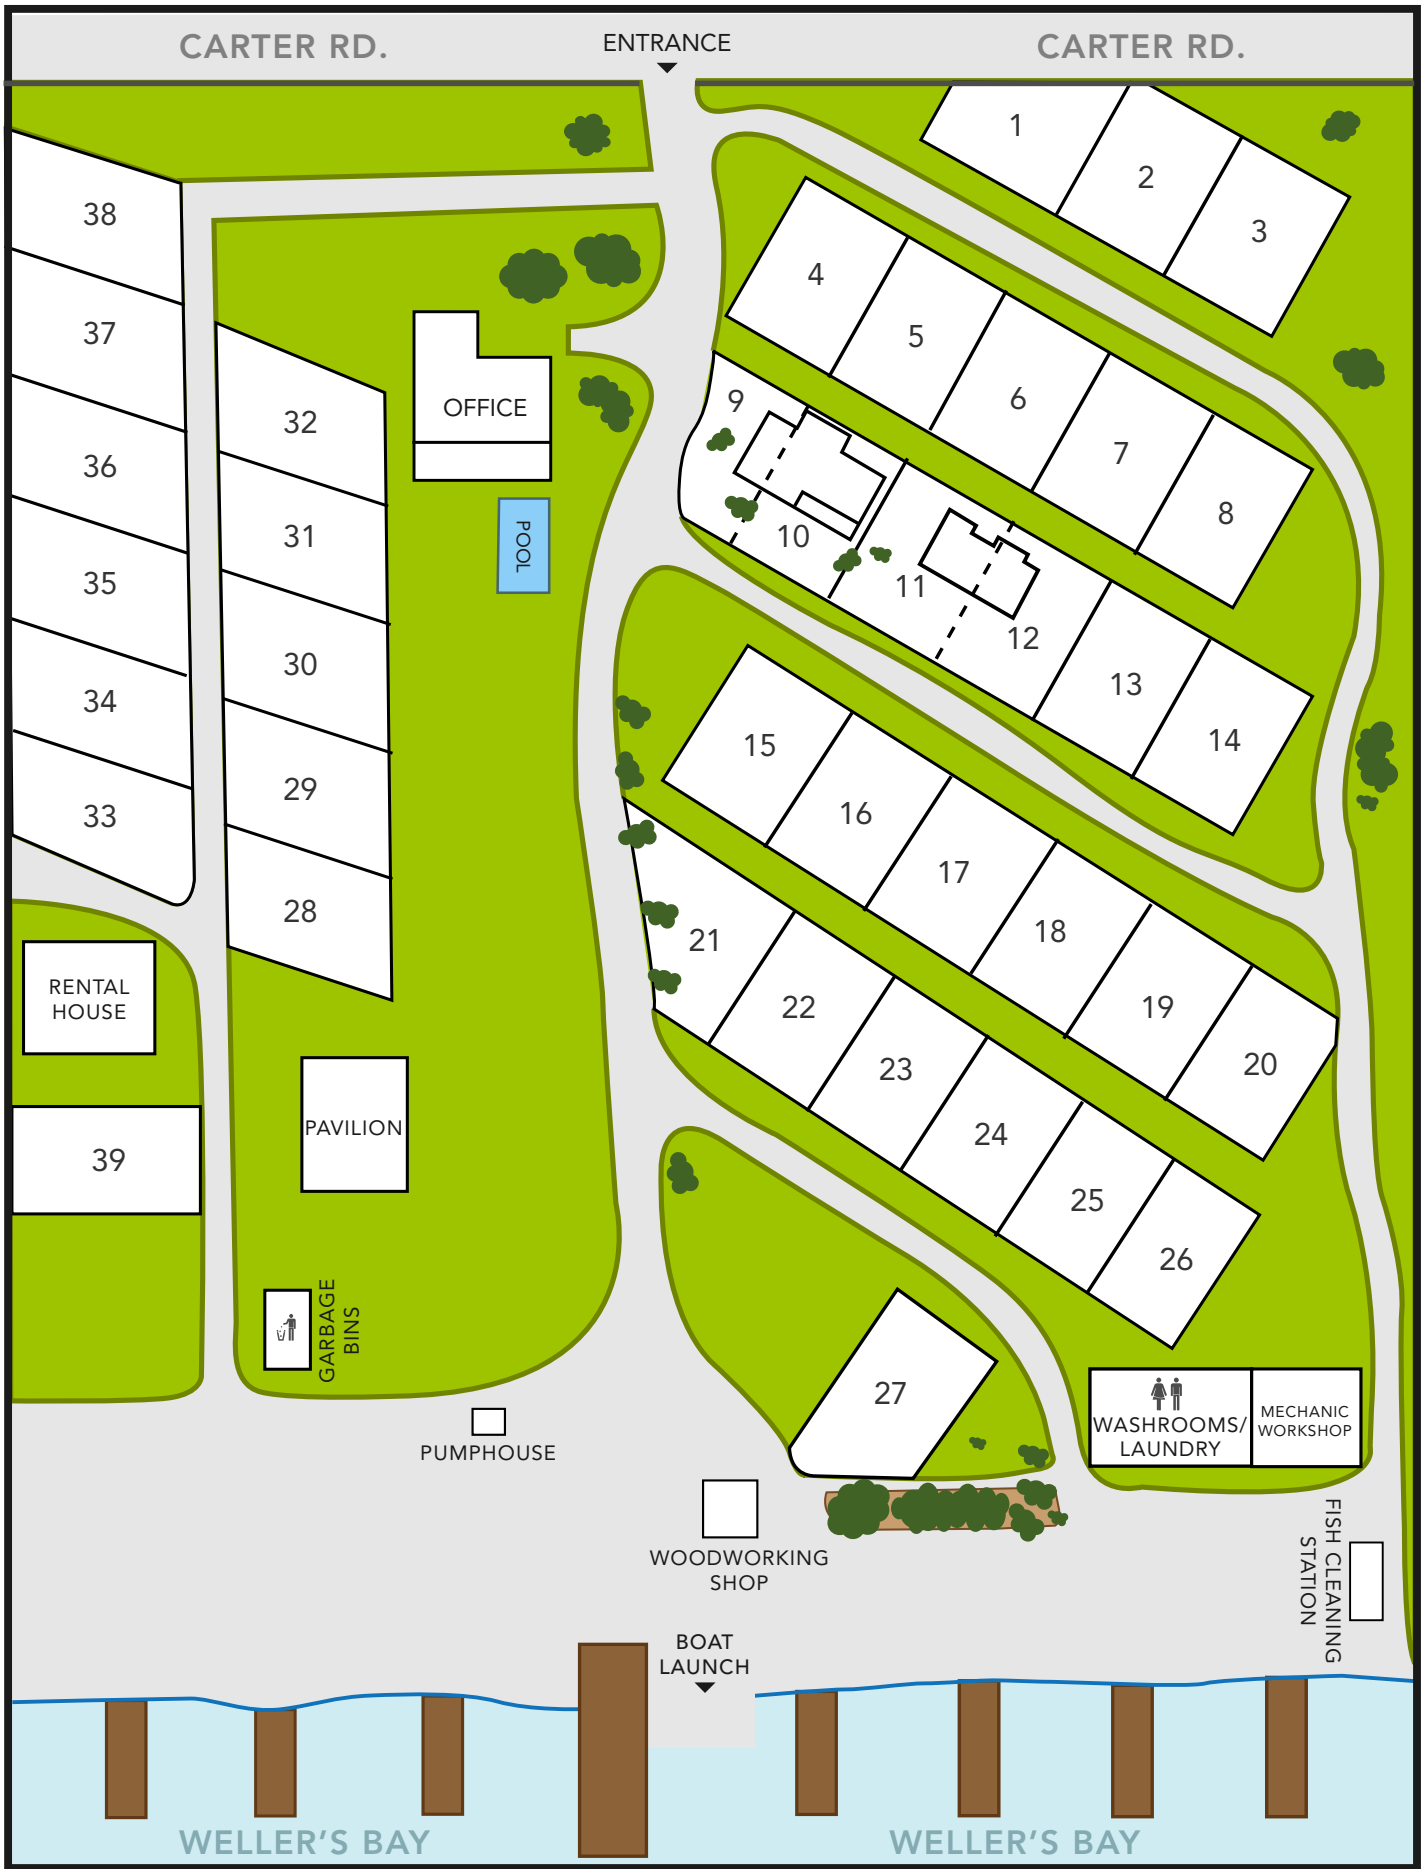 CARTER RD.
ENTRANCE
CARTER RD.
1
2
3
38
37
36
35
34
33
32
31
30
29
28
OFFICE
POOL
4
5
6
7
8
9
10
11
12
13
14
15
16
17
18
19
20
21
22
23
24
25
26
27
RENTAL
HOUSE
39
PAVILION
GARBAGE
BINS
PUMPHOUSE
WASHROOMS/
LAUNDRY
MECHANIC
WORKSHOP
WOODWORKING
SHOP
FISH CLEANING
STATION
BOAT
LAUNCH
WELLER'S BAY
WELLER'S BAY